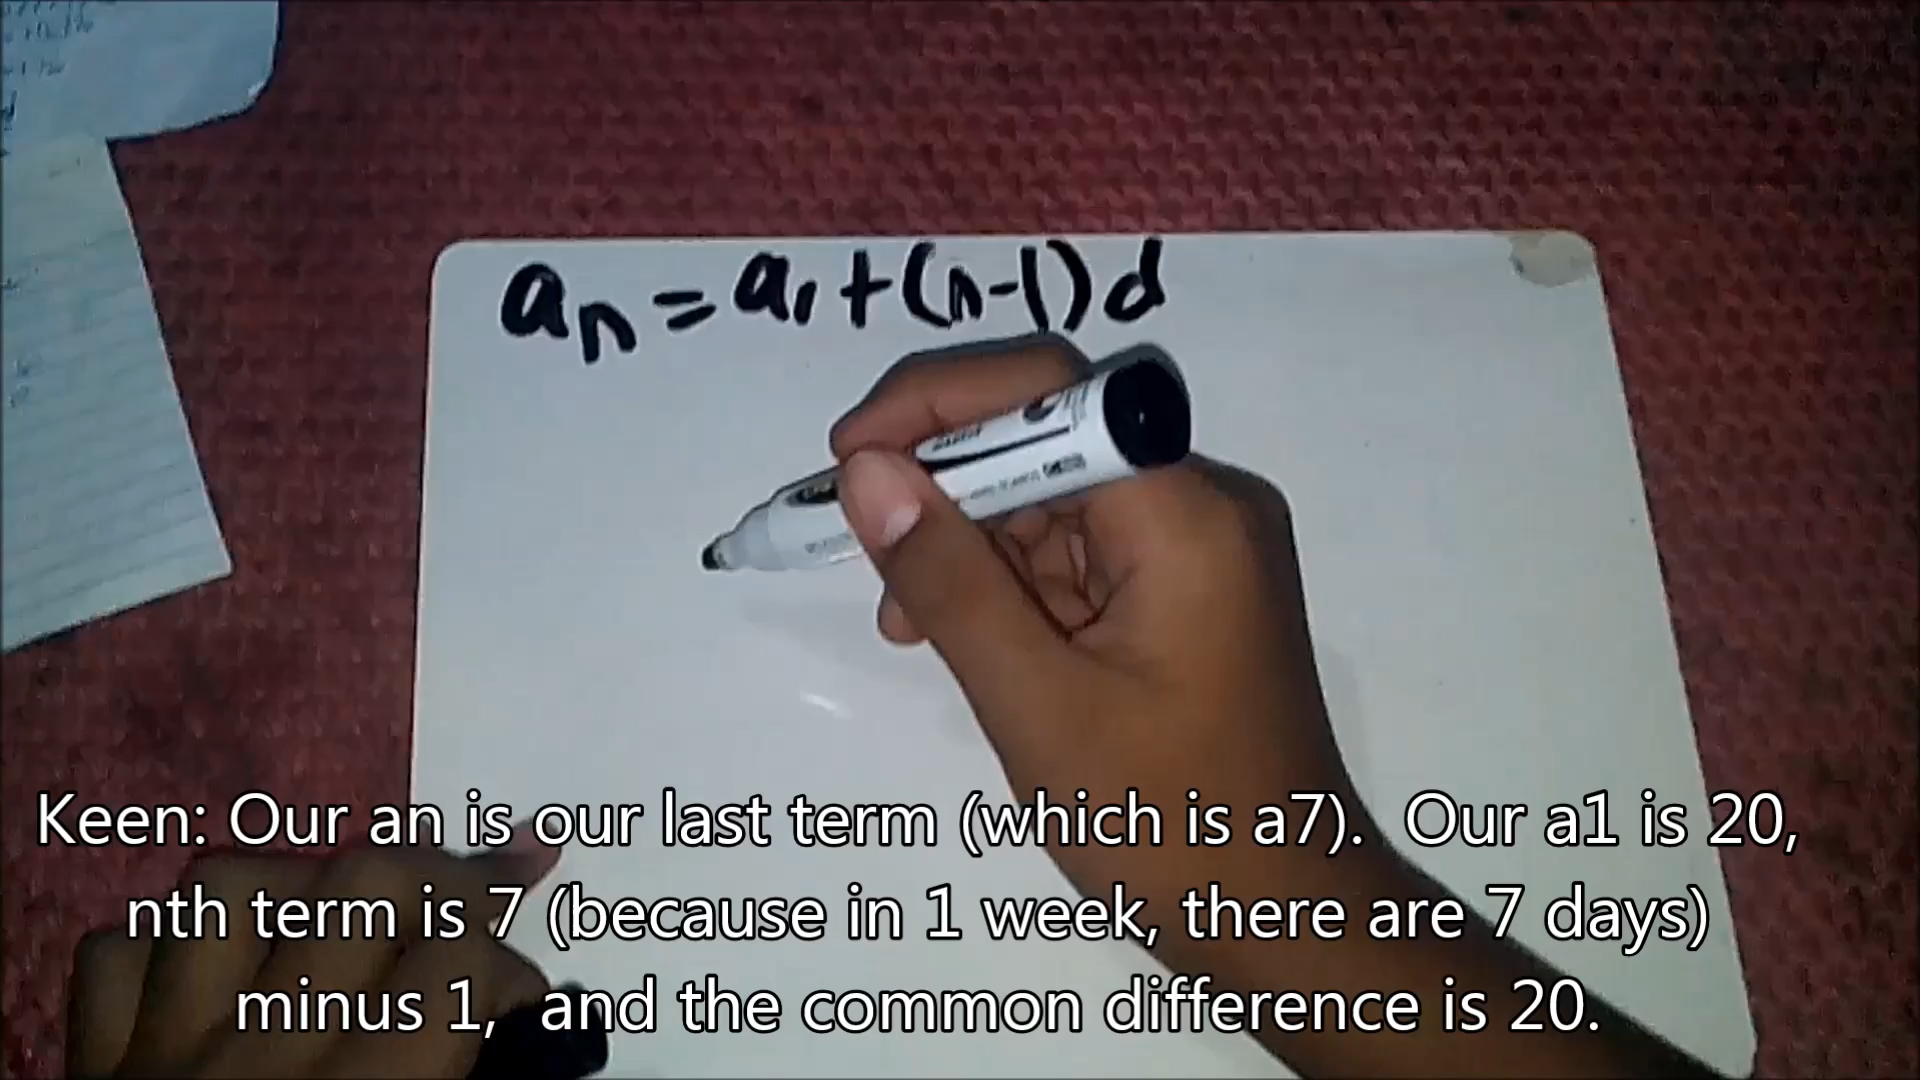 aₙ = a₁ + (n-1)d
Keen: Our an is our last term (which is a7).  Our a1 is 20,
nth term is 7 (because in 1 week, there are 7 days)
minus 1,  and the common difference is 20.